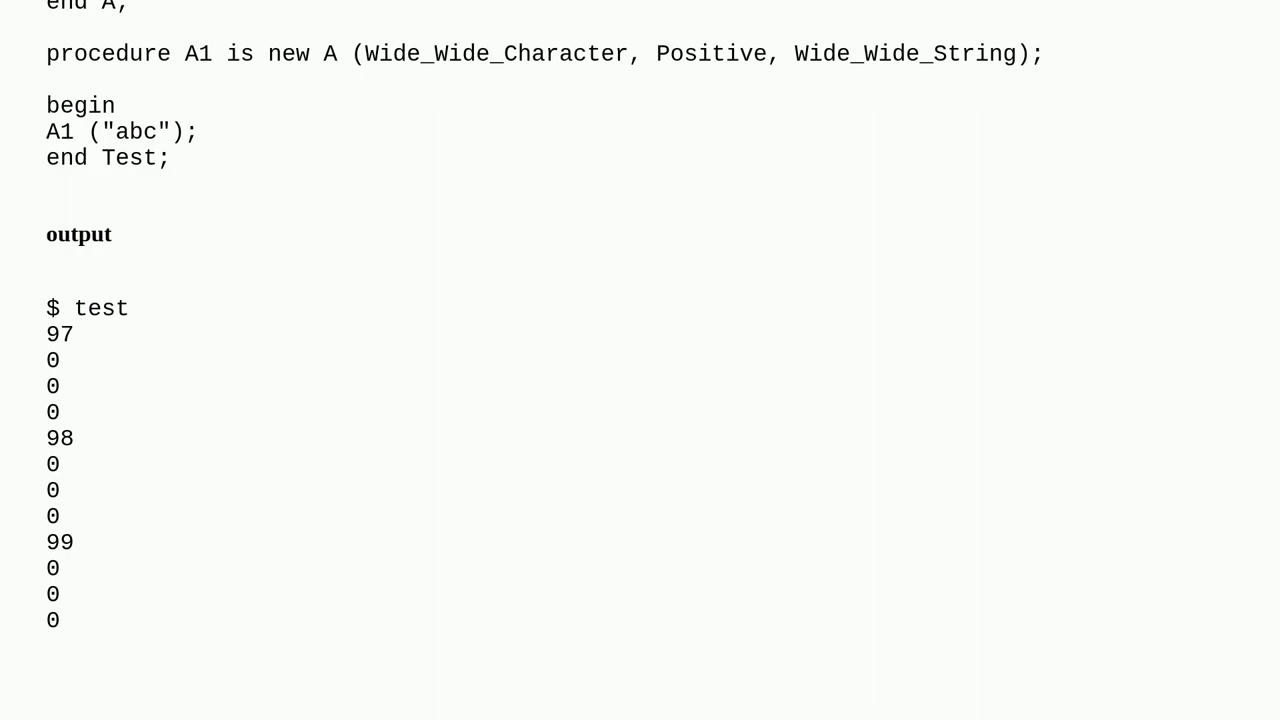 end A;
procedure A1 is new A (Wide_Wide_Character, Positive, Wide_Wide_String);
begin
A1 ("abc");
end Test;
output
$ test
97
0
0
0
98
0
0
0
99
0
0
0